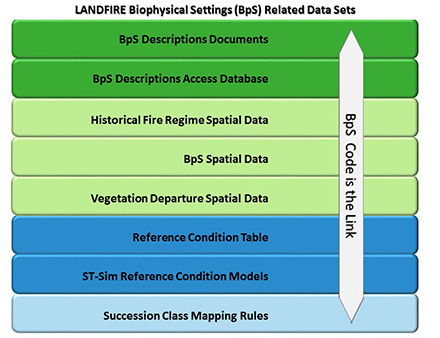 LANDFIRE Biophysical Settings (BpS) Related Data Sets
BpS Descriptions Documents
BpS Descriptions Access Database
Historical Fire Regime Spatial Data
BpS Spatial Data
Vegetation Departure Spatial Data
Reference Condition Table
ST-Sim Reference Condition Models
Succession Class Mapping Rules
BpS Code is the Link